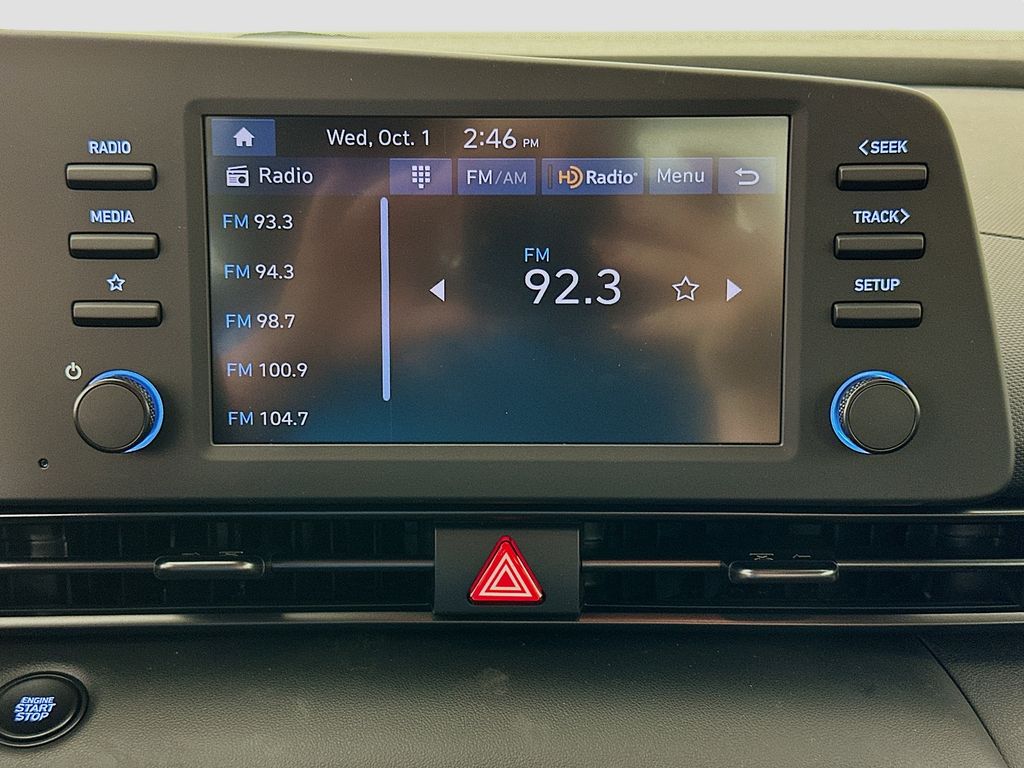 RADIO
MEDIA
Wed, Oct. 1 2:46 PM
Radio
FM/AM
HD Radio
Menu
FM 93.3
FM 94.3
FM 98.7
FM 100.9
FM 104.7
FM
92.3
<SEEK
TRACK>
SETUP
ENGINE
START
STOP